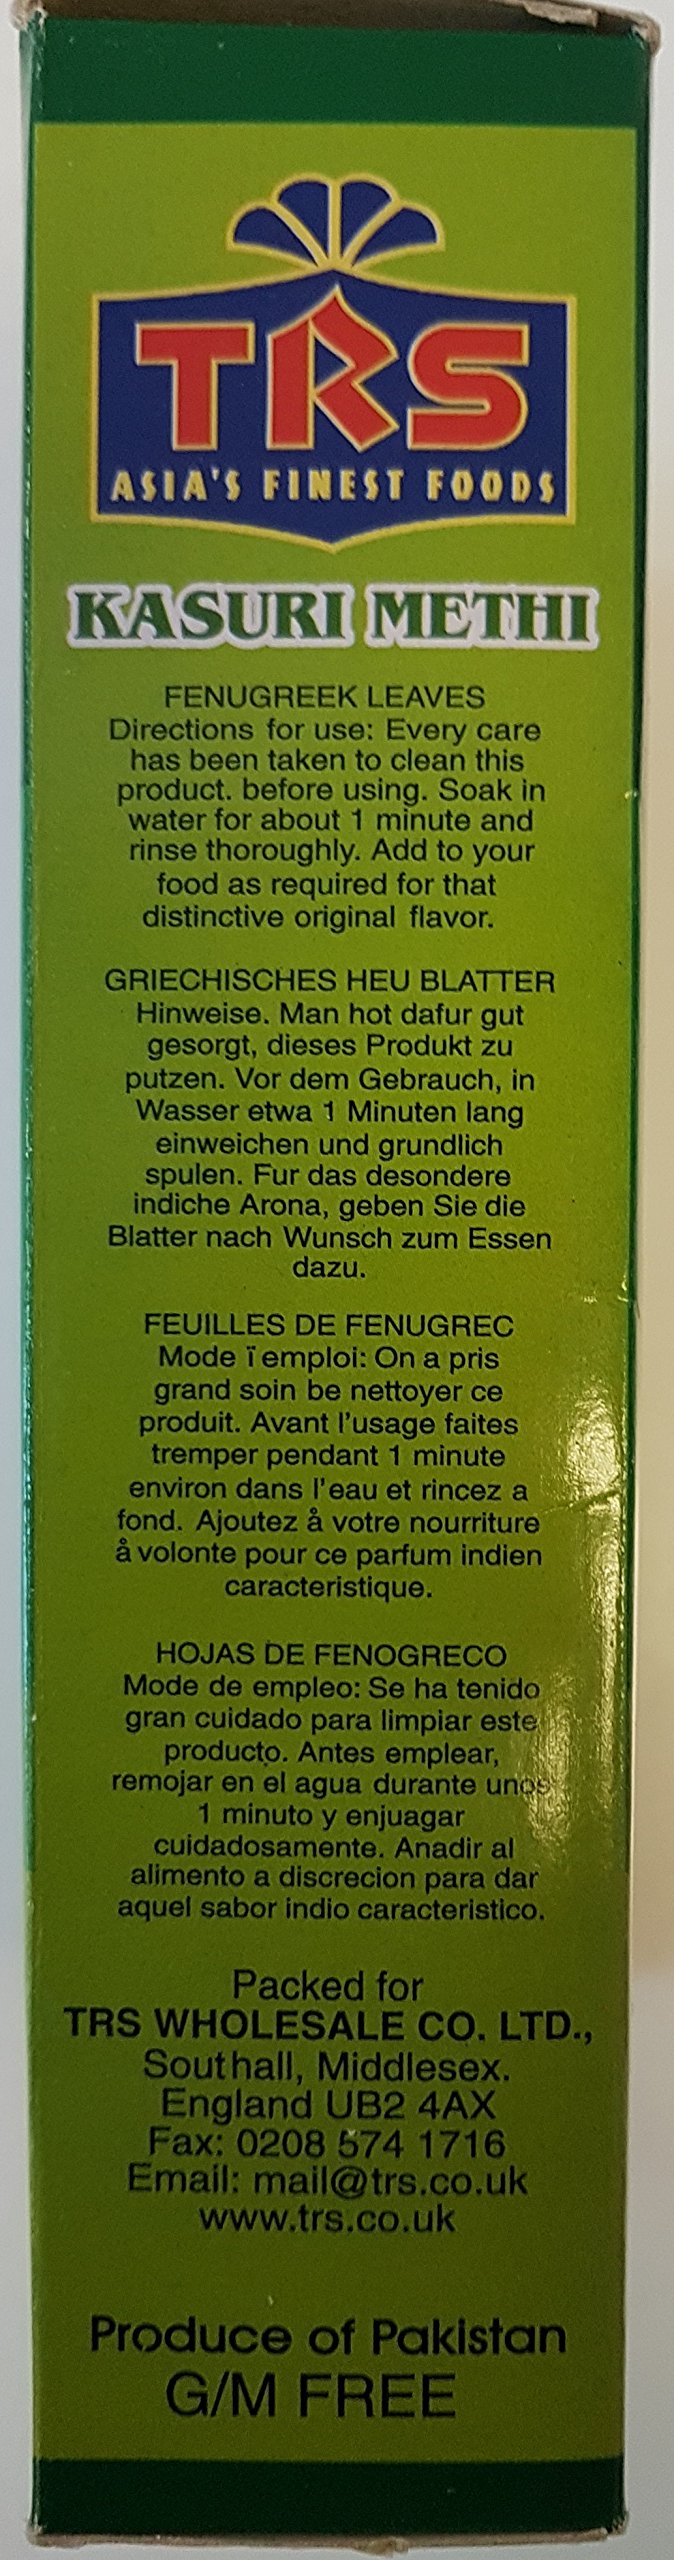 TRS
ASIA'S FINEST FOODS
KASURI METHI
FENUGREEK LEAVES
Directions for use: Every care
has been taken to clean this
product. before using. Soak in
water for about 1 minute and
rinse thoroughly. Add to your
food as required for that
distinctive original flavor.
GRIECHISCHES HEU BLATTER
Hinweise. Man hot dafur gut
gesorgt, dieses Produkt zu
putzen. Vor dem Gebrauch, in
Wasser etwa 1 Minuten lang
einweichen und grundlich
spulen. Fur das desondere
indiche Arona, geben Sie die
Blatter nach Wunsch zum Essen
dazu.
FEUILLES DE FENUGREC
Mode ï emploi: On a pris
grand soin be nettoyer ce
produit. Avant l'usage faites
tremper pendant 1 minute
environ dans l'eau et rincez a
fond. Ajoutez å votre nourriture
å volonte pour ce parfum indien
caracteristique.
HOJAS DE FENOGRECO
Mode de empleo: Se ha tenido
gran cuidado para limpiar este
producto. Antes emplear,
remojar en el agua durante unos
1 minuto y enjuagar
cuidadosamente. Anadir al
alimento a discrecion para dar
aquel sabor indio caracteristico.
Packed for
TRS WHOLESALE CO. LTD.,
Southall, Middlesex.
England UB2 4AX
Fax: 0208 574 1716
Email: mail@trs.co.uk
www.trs.co.uk
Produce of Pakistan
G/M FREE